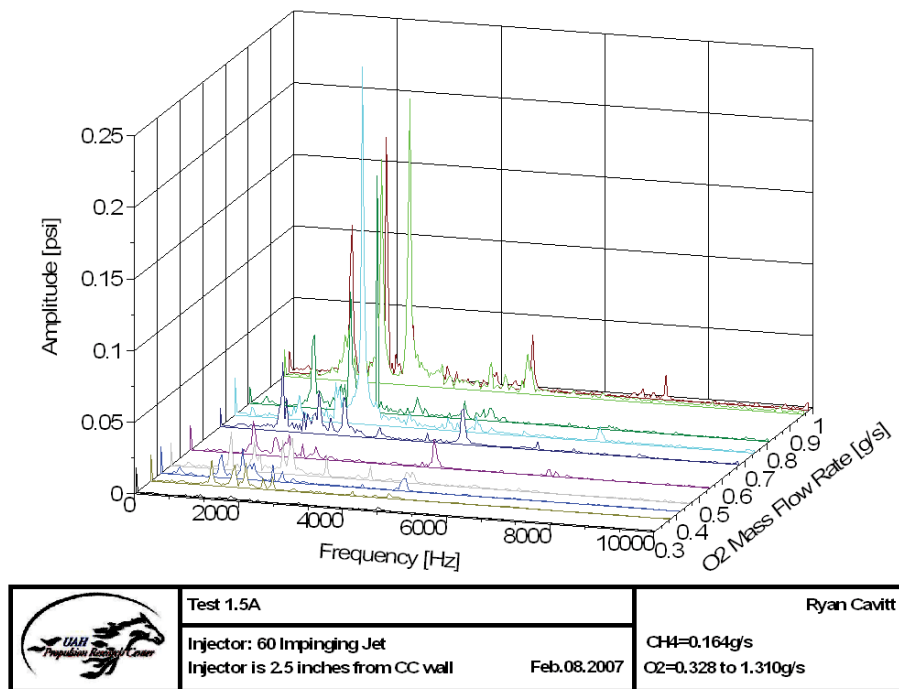 0.25
0.2
0.15
0.1
0.05
0
Amplitude [psi]
0
2000
4000
6000
8000
10000
Frequency [Hz]
0.3
0.4
0.5
0.6
0.7
0.8
0.9
1
O2 Mass Flow Rate [g/s]
UAH
Propulsion Research Center
Test 1.5A
Ryan Cavitt
Injector: 60 Impinging Jet
Injector is 2.5 inches from CC wall
Feb.08.2007
CH4=0.164g/s
O2=0.328 to 1.310g/s